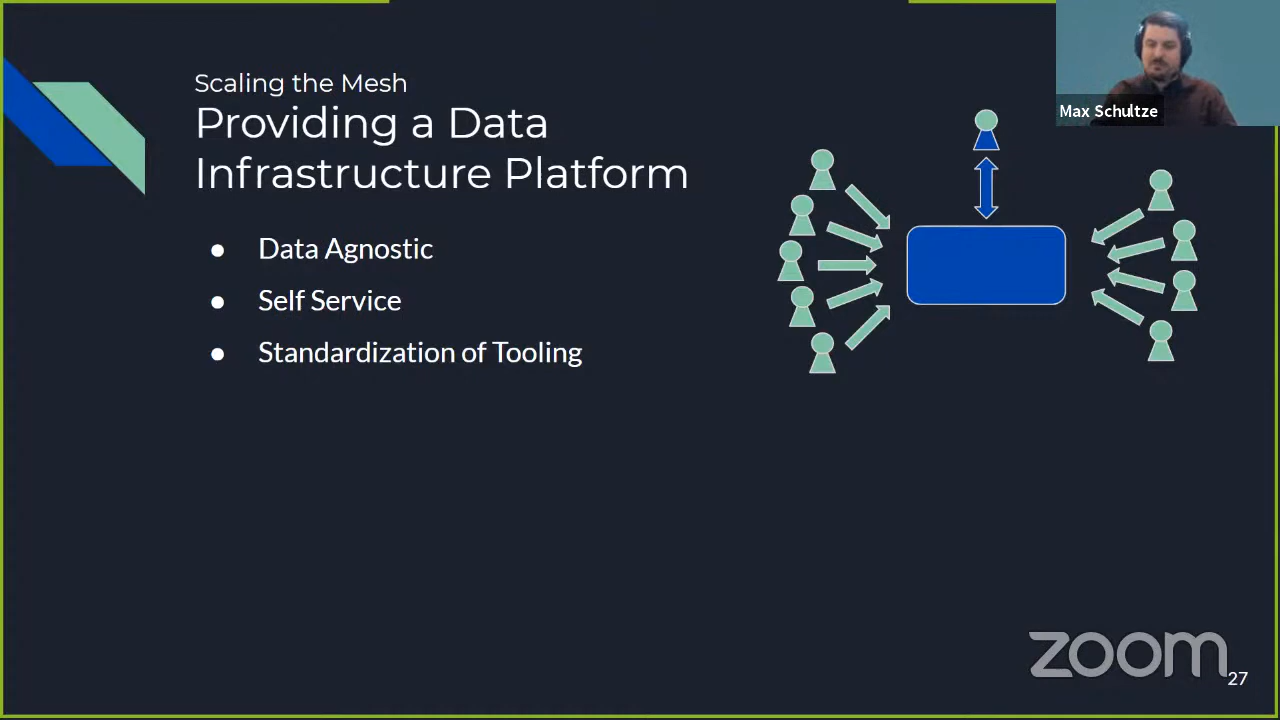 Scaling the Mesh
Providing a Data
Infrastructure Platform
● Data Agnostic
● Self Service
● Standardization of Tooling
Max Schultze
zoom
27